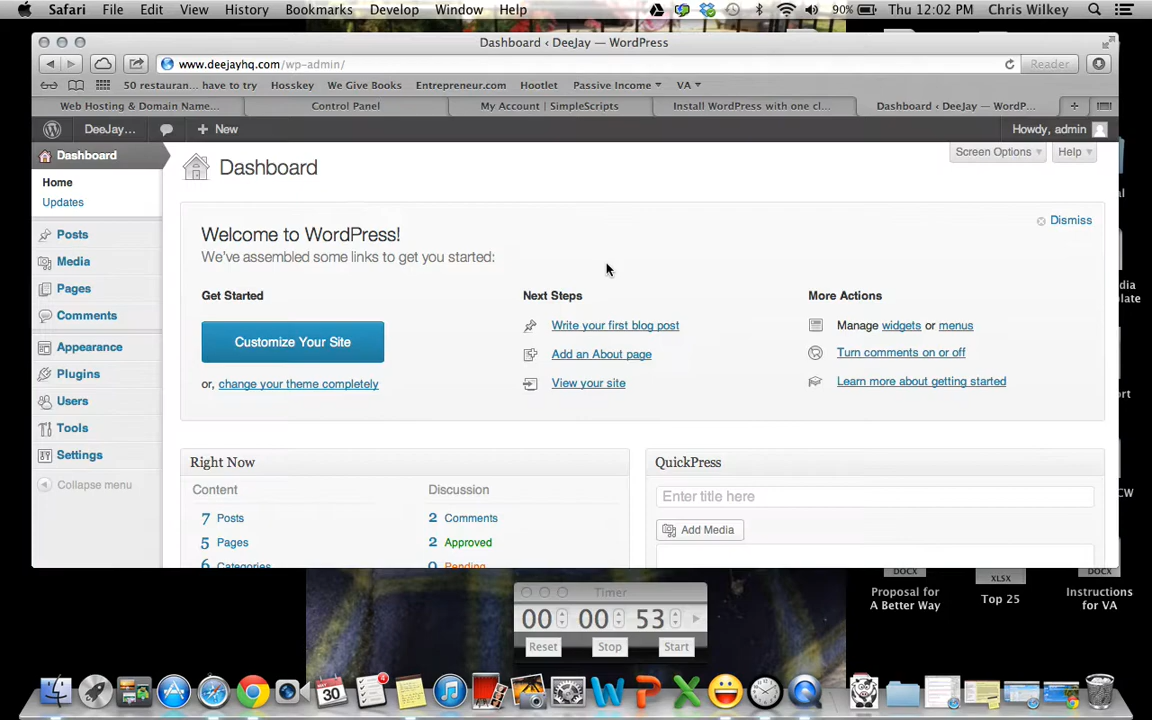 Safari File Edit View History Bookmarks Develop Window Help 90% Thu 12:02 PM Chris Wilkey
Dashboard ‹ DeeJay — WordPress
www.deejayhq.com/wp-admin/ Reader
50 restauran... have to try Hosskey We Give Books Entrepreneur.com Hootlet Passive Income VA
Web Hosting & Domain Name... Control Panel My Account | SimpleScripts Install WordPress with one cl... Dashboard ‹ DeeJay — WordP...
DeeJay... + New Howdy, admin
Dashboard
Home
Updates
Posts
Media
Pages
Comments
Appearance
Plugins
Users
Tools
Settings
Collapse menu
Screen Options Help
Dashboard
Dismiss
Welcome to WordPress!
We've assembled some links to get you started:
Get Started
Customize Your Site
or, change your theme completely
Next Steps
Write your first blog post
Add an About page
View your site
More Actions
Manage widgets or menus
Turn comments on or off
Learn more about getting started
Right Now
Content Discussion
7 Posts 2 Comments
5 Pages 2 Approved
6 Categories 0 Pending
QuickPress
Enter title here
Add Media
Timer
00 00 53
Reset Stop Start
DOCX XLSX DOCX
Proposal for
A Better Way
Top 25
Instructions
for VA
MAY
30
4